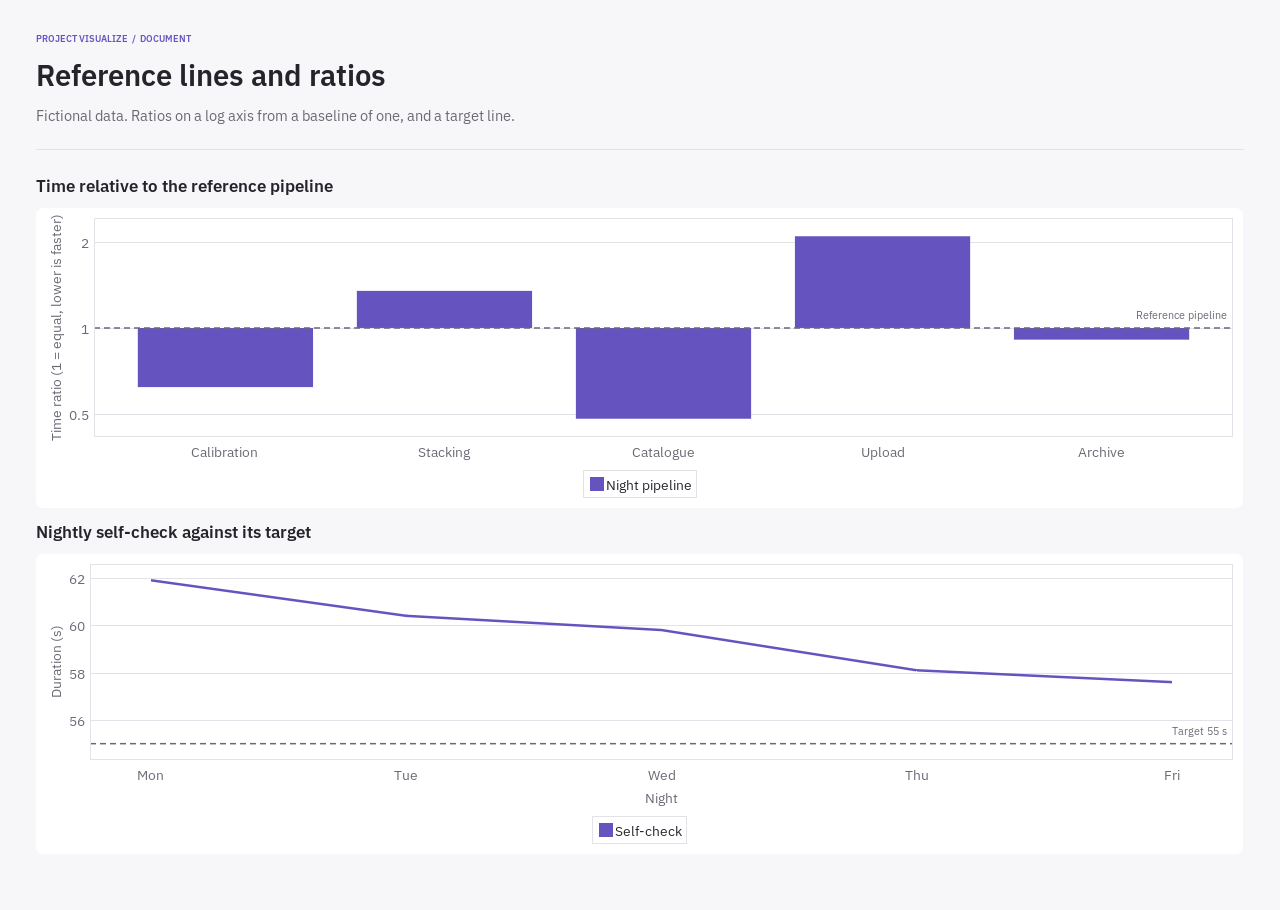 PROJECT VISUALIZE / DOCUMENT
Reference lines and ratios
Fictional data. Ratios on a log axis from a baseline of one, and a target line.
Time relative to the reference pipeline
Time ratio (1 = equal, lower is faster)
2
1
0.5
Reference pipeline
Calibration
Stacking
Catalogue
Upload
Archive
Night pipeline
Nightly self-check against its target
Duration (s)
62
60
58
56
Target 55 s
Mon
Tue
Wed
Thu
Fri
Night
Self-check